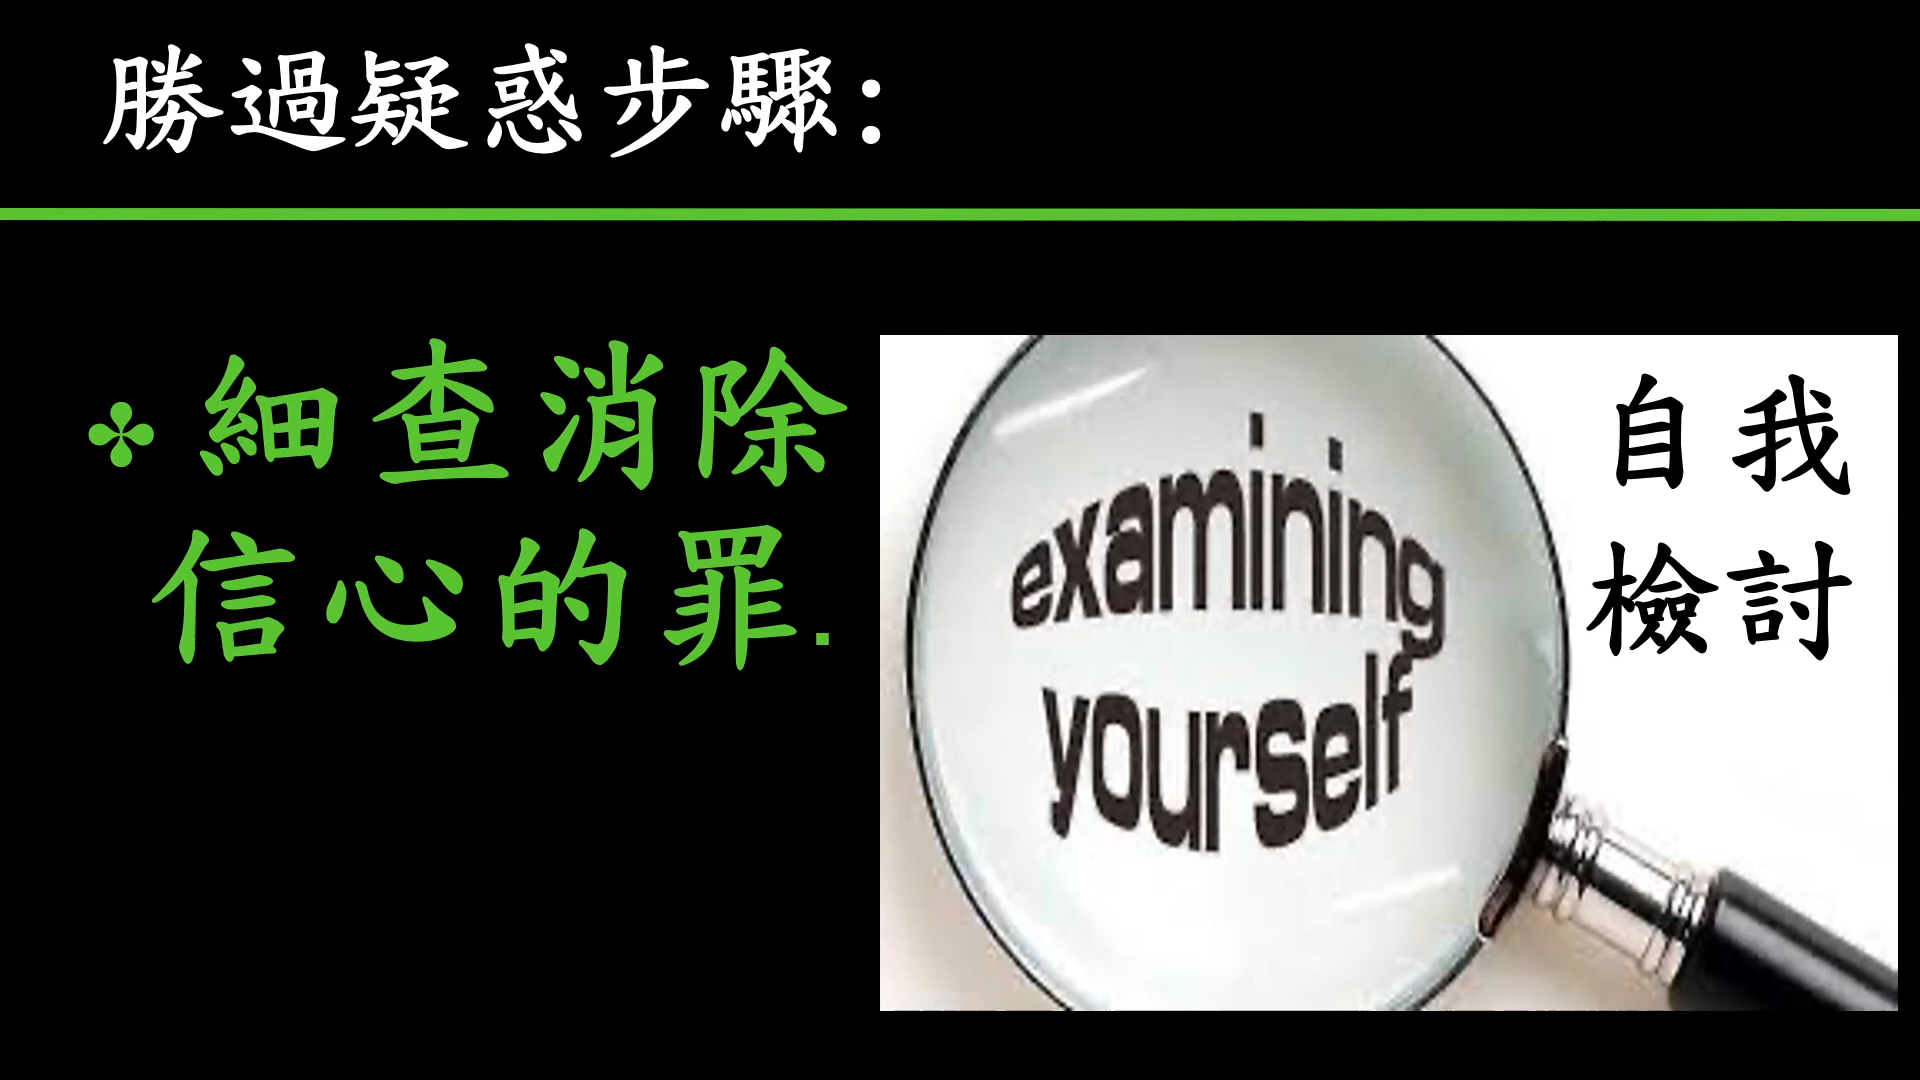 勝過疑惑步驟:
✤ 細查消除
信心的罪.
examining
yourself
自我
檢討